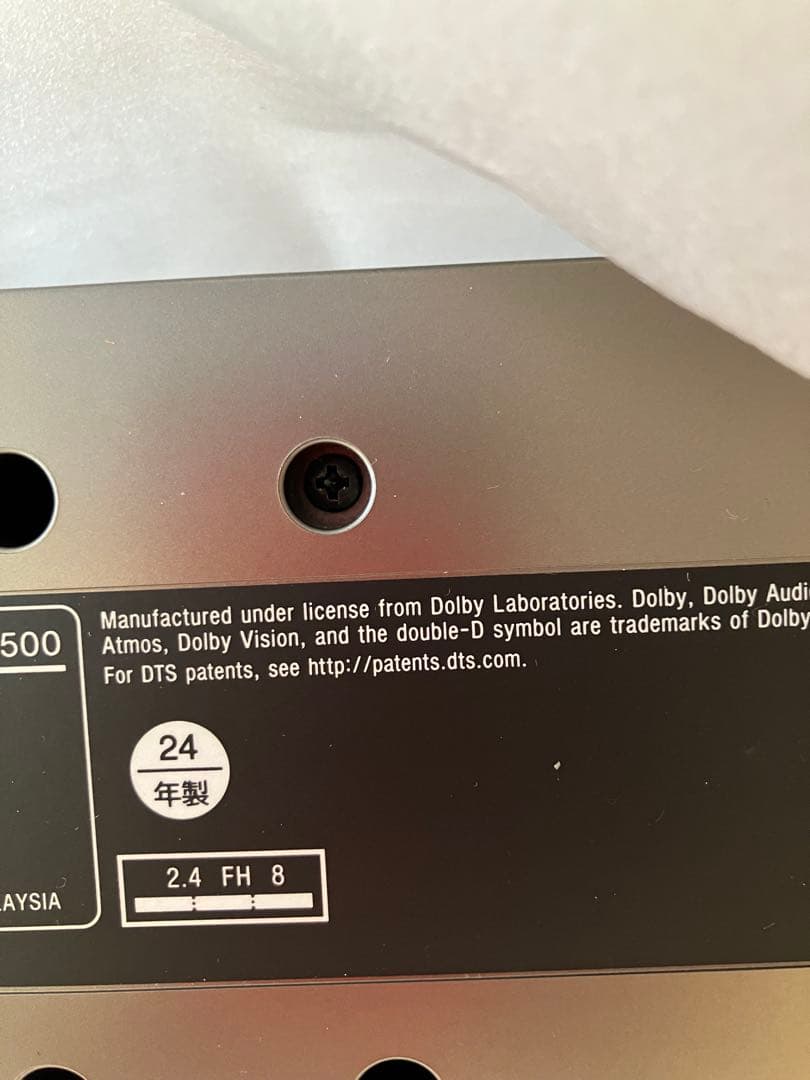 500
Manufactured under license from Dolby Laboratories. Dolby, Dolby Audi
Atmos, Dolby Vision, and the double-D symbol are trademarks of Dolby
For DTS patents, see http://patents.dts.com.
24
年製
2.4 FH 8
AYSIA